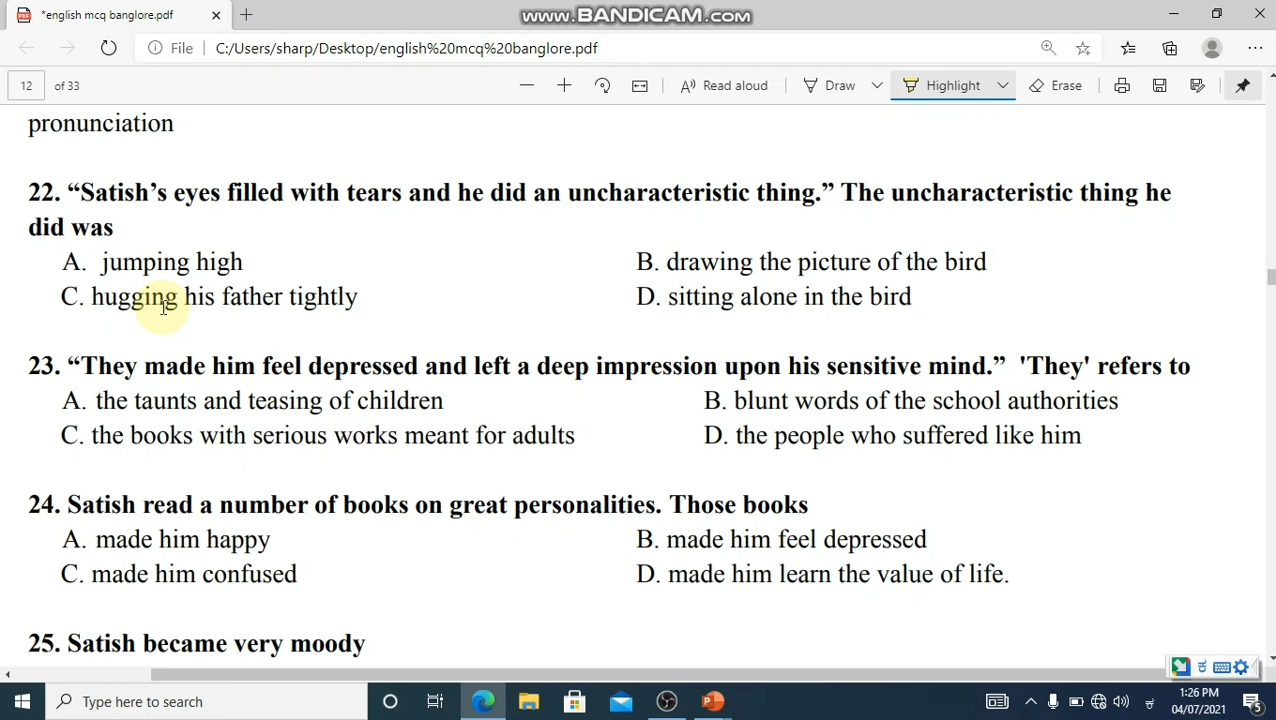 *english mcq banglore.pdf
www.BANDICAM.com
File C:/Users/sharp/Desktop/english%20mcq%20banglore.pdf
12 of 33 Read aloud Draw Highlight Erase
pronunciation
22. “Satish’s eyes filled with tears and he did an uncharacteristic thing.” The uncharacteristic thing he
did was
A. jumping high B. drawing the picture of the bird
C. hugging his father tightly D. sitting alone in the bird
23. “They made him feel depressed and left a deep impression upon his sensitive mind.” 'They' refers to
A. the taunts and teasing of children B. blunt words of the school authorities
C. the books with serious works meant for adults D. the people who suffered like him
24. Satish read a number of books on great personalities. Those books
A. made him happy B. made him feel depressed
C. made him confused D. made him learn the value of life.
25. Satish became very moody
Type here to search
1:26 PM
04/07/2021
5